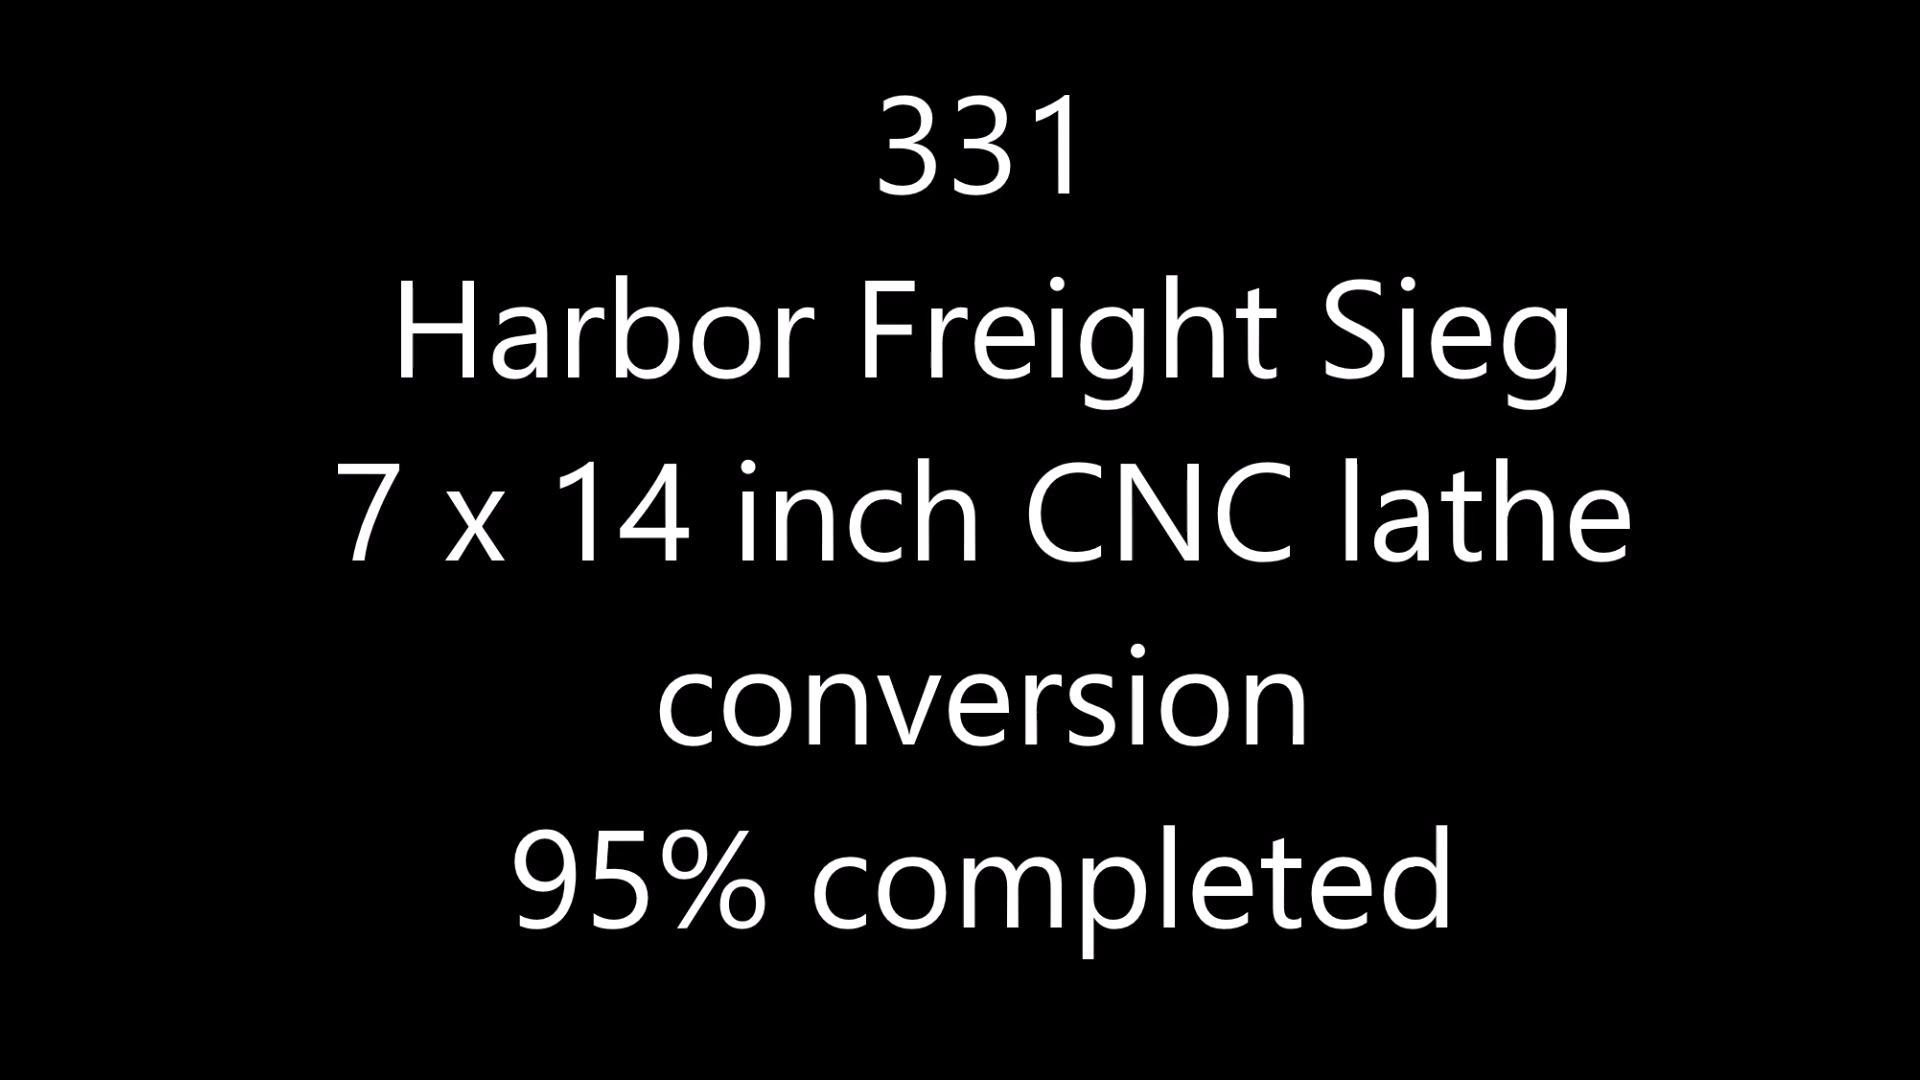 331
Harbor Freight Sieg
7 x 14 inch CNC lathe
conversion
95% completed